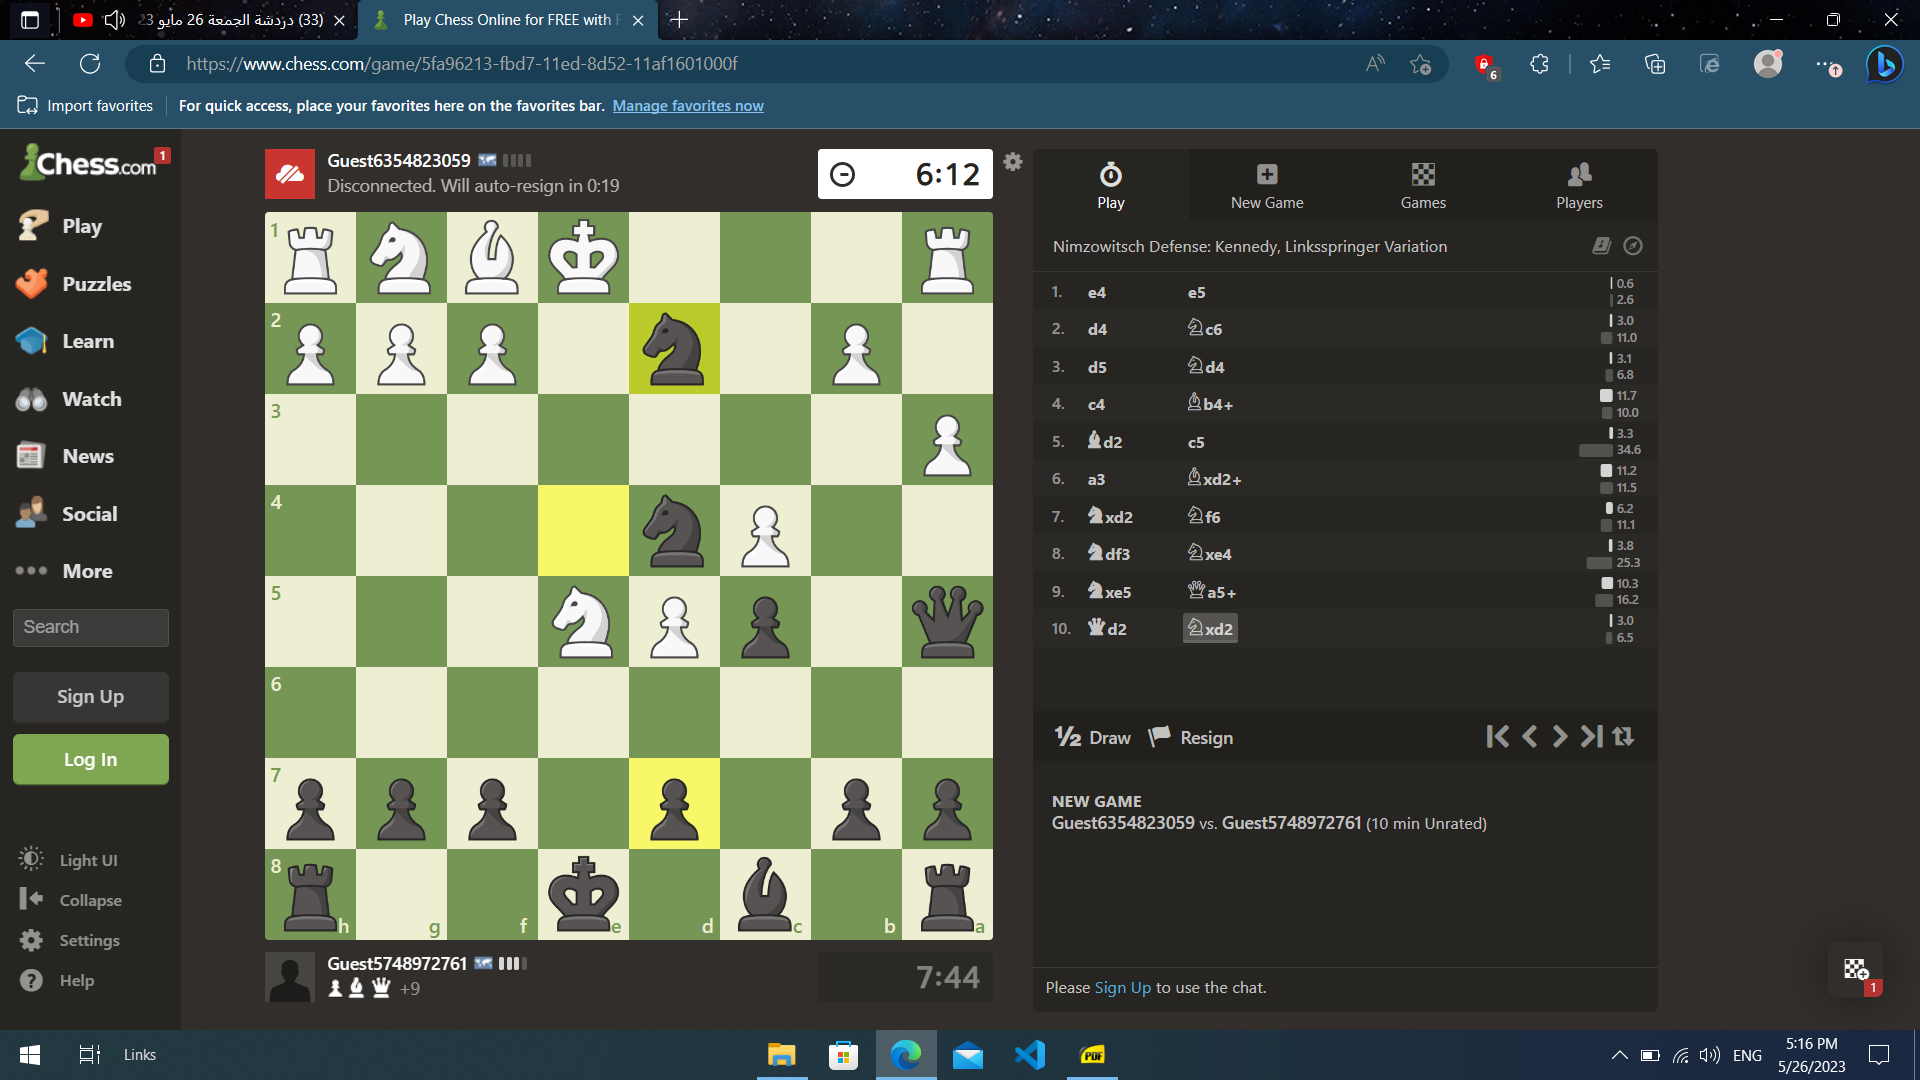 (33) دردشة الجمعة 26 مايو 23
Play Chess Online for FREE with F
https://www.chess.com/game/5fa96213-fbd7-11ed-8d52-11af1601000f
6
Import favorites
For quick access, place your favorites here on the favorites bar. Manage favorites now
Chess.com 1
Play
Puzzles
Learn
Watch
News
Social
More
Search
Sign Up
Log In
Light UI
Collapse
Settings
Help
Guest6354823059
Disconnected. Will auto-resign in 0:19
6:12
1
2
3
4
5
6
7
8
h g f e d c b a
Guest5748972761
+9
7:44
Play
New Game
Games
Players
Nimzowitsch Defense: Kennedy, Linksspringer Variation
1. e4 e5 0.6 2.6
2. d4 ♘c6 3.0 11.0
3. d5 ♘d4 3.1 6.8
4. c4 ♗b4+ 11.7 10.0
5. ♝d2 c5 3.3 34.6
6. a3 ♗xd2+ 11.2 11.5
7. ♞xd2 ♘f6 6.2 11.1
8. ♞df3 ♘xe4 3.8 25.3
9. ♞xe5 ♕a5+ 10.3 16.2
10. ♛d2 ♘xd2 3.0 6.5
½ Draw Resign
NEW GAME
Guest6354823059 vs. Guest5748972761 (10 min Unrated)
Please Sign Up to use the chat.
1
Links
PDF
ENG
5:16 PM
5/26/2023